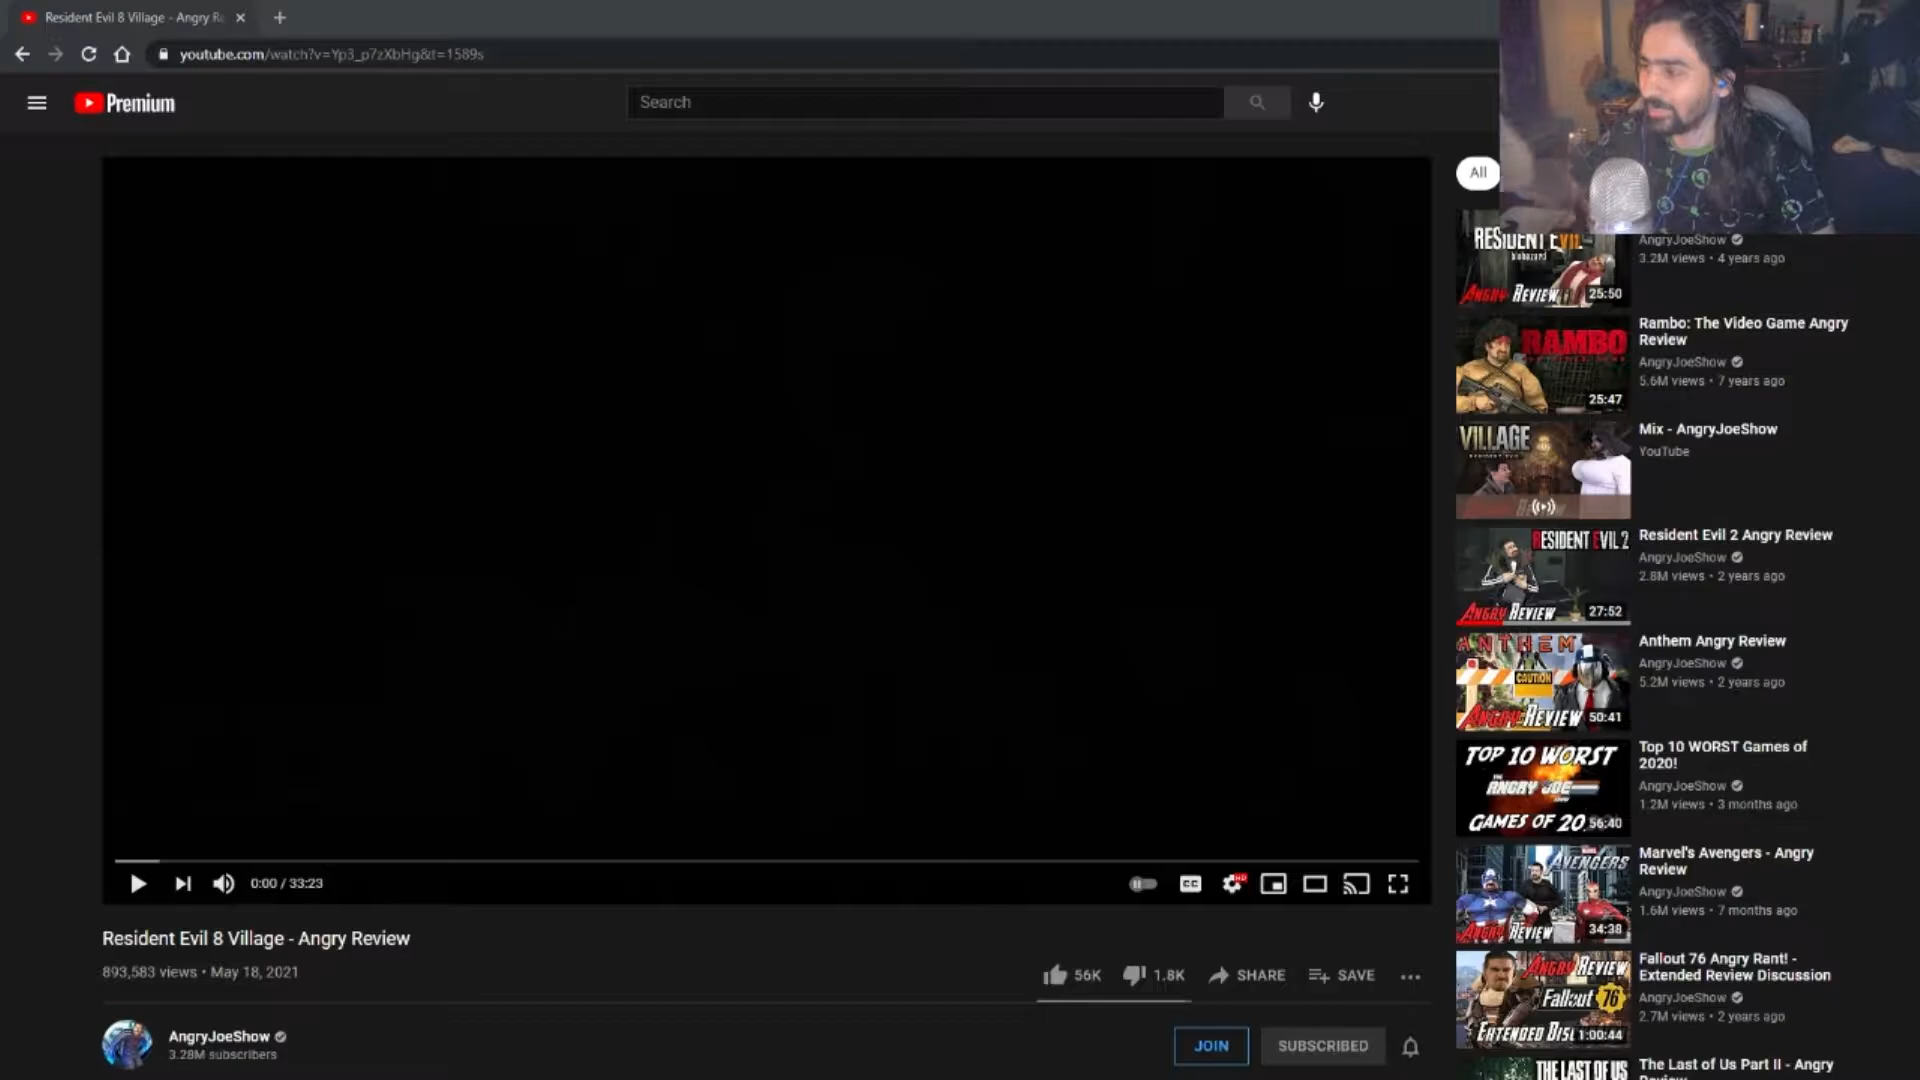 Resident Evil 8 Village - Angry Re
youtube.com/watch?v=Yp3_p7zXbHg&t=1589s
Premium
Search
All
RESIDENT EVIL
biohazard
ANGRY REVIEW
25:50
AngryJoeShow
3.2M views • 4 years ago
RAMBO
25:47
Rambo: The Video Game Angry
Review
AngryJoeShow
5.6M views • 7 years ago
VILLAGE
Mix - AngryJoeShow
YouTube
RESIDENT EVIL 2
ANGRY REVIEW
27:52
Resident Evil 2 Angry Review
AngryJoeShow
2.8M views • 2 years ago
ANTHEM
CAUTION
ANGRY REVIEW
50:41
Anthem Angry Review
AngryJoeShow
5.2M views • 2 years ago
TOP 10 WORST
THE
ANGRY JOE
GAMES OF 20
56:40
Top 10 WORST Games of
2020!
AngryJoeShow
1.2M views • 3 months ago
MARVEL
AVENGERS
ANGRY REVIEW
34:38
Marvel's Avengers - Angry
Review
AngryJoeShow
1.6M views • 7 months ago
ANGRY REVIEW
Fallout 76
EXTENDED DISC
1:00:44
Fallout 76 Angry Rant! -
Extended Review Discussion
AngryJoeShow
2.7M views • 2 years ago
THE LAST OF US
The Last of Us Part II - Angry
0:00 / 33:23
CC
HD
Resident Evil 8 Village - Angry Review
893,583 views • May 18, 2021
56K
1.8K
SHARE
SAVE
AngryJoeShow
3.28M subscribers
JOIN
SUBSCRIBED